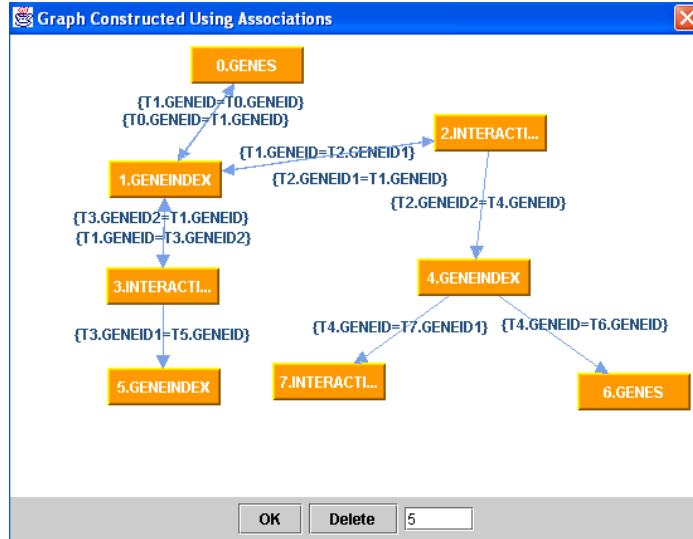 Graph Constructed Using Associations
0.GENES
{T1.GENEID=T0.GENEID}
{T0.GENEID=T1.GENEID}
2.INTERACTI...
{T1.GENEID=T2.GENEID1}
1.GENEINDEX
{T2.GENEID1=T1.GENEID}
{T2.GENEID2=T4.GENEID}
{T3.GENEID2=T1.GENEID}
{T1.GENEID=T3.GENEID2}
4.GENEINDEX
3.INTERACTI...
{T4.GENEID=T7.GENEID1}
{T4.GENEID=T6.GENEID}
{T3.GENEID1=T5.GENEID}
7.INTERACTI...
5.GENEINDEX
6.GENES
OK
Delete
5